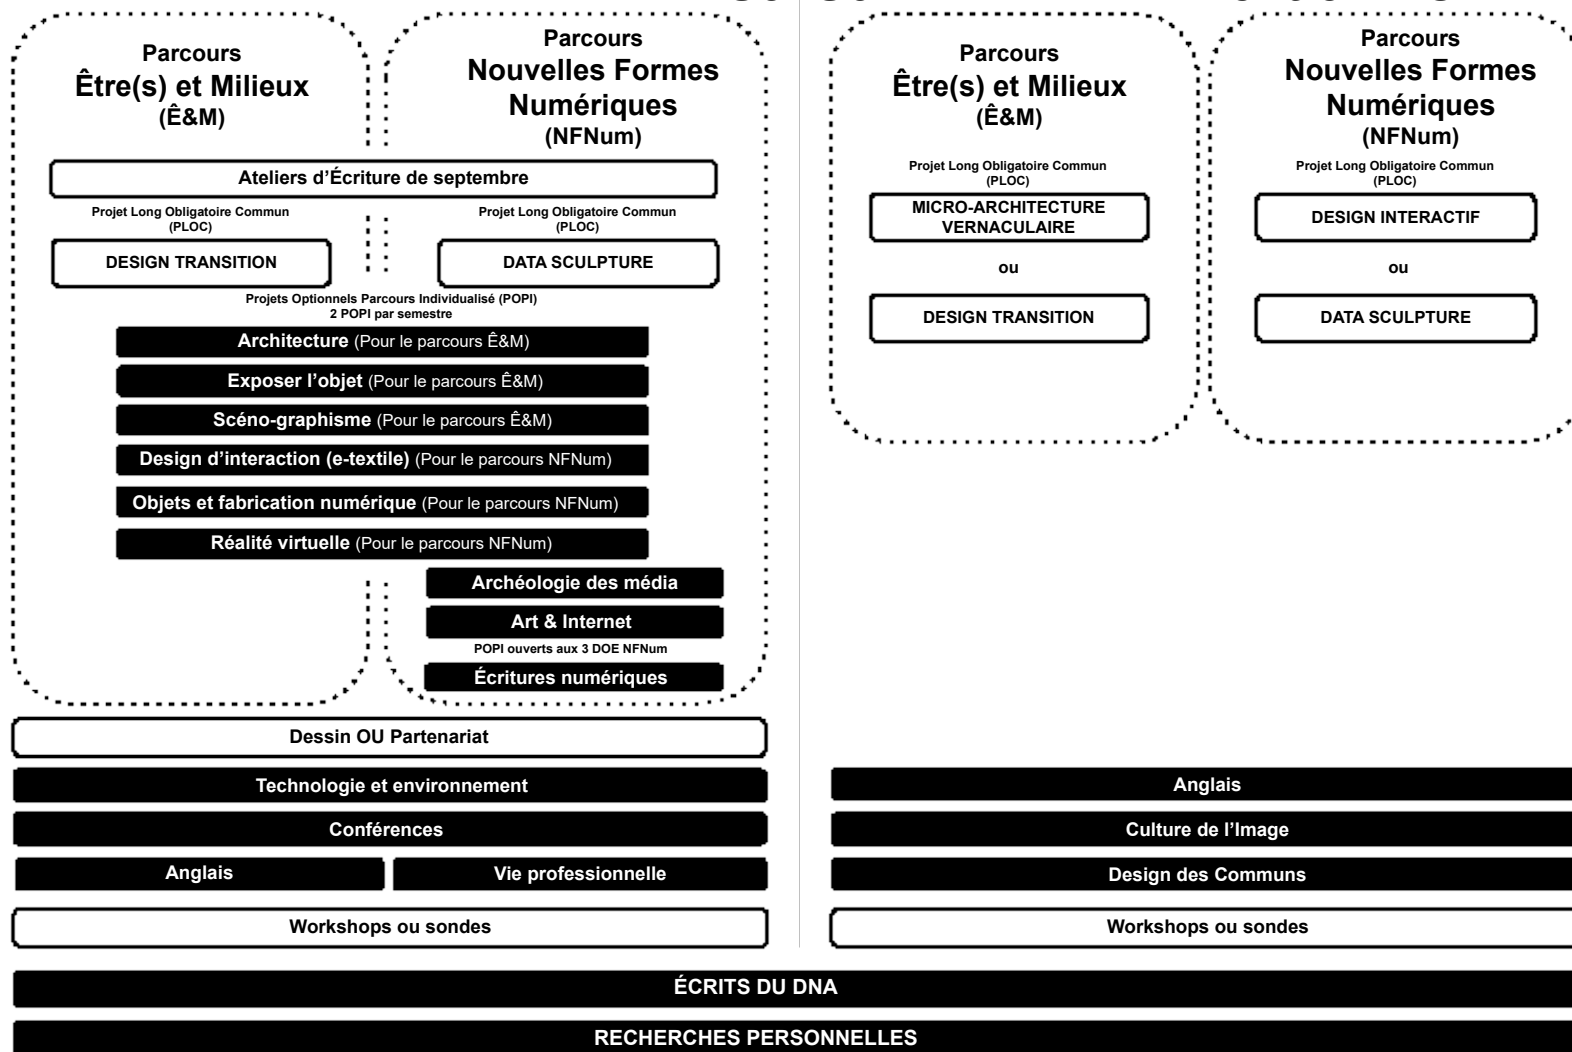 Parcours
Être(s) et Milieux
(Ê&M)
Parcours
Nouvelles Formes
Numériques
(NFNum)
Ateliers d’Écriture de septembre
Projet Long Obligatoire Commun
(PLOC)
DESIGN TRANSITION
Projet Long Obligatoire Commun
(PLOC)
DATA SCULPTURE
Projets Optionnels Parcours Individualisé (POPI)
2 POPI par semestre
Architecture (Pour le parcours Ê&M)
Exposer l’objet (Pour le parcours Ê&M)
Scéno-graphisme (Pour le parcours Ê&M)
Design d’interaction (e-textile) (Pour le parcours NFNum)
Objets et fabrication numérique (Pour le parcours NFNum)
Réalité virtuelle (Pour le parcours NFNum)
Archéologie des média
Art & Internet
POPI ouverts aux 3 DOE NFNum
Écritures numériques
Dessin OU Partenariat
Technologie et environnement
Conférences
Anglais
Vie professionnelle
Workshops ou sondes
Parcours
Être(s) et Milieux
(Ê&M)
Projet Long Obligatoire Commun
(PLOC)
MICRO-ARCHITECTURE
VERNACULAIRE
ou
DESIGN TRANSITION
Parcours
Nouvelles Formes
Numériques
(NFNum)
Projet Long Obligatoire Commun
(PLOC)
DESIGN INTERACTIF
ou
DATA SCULPTURE
Anglais
Culture de l’Image
Design des Communs
Workshops ou sondes
ÉCRITS DU DNA
RECHERCHES PERSONNELLES